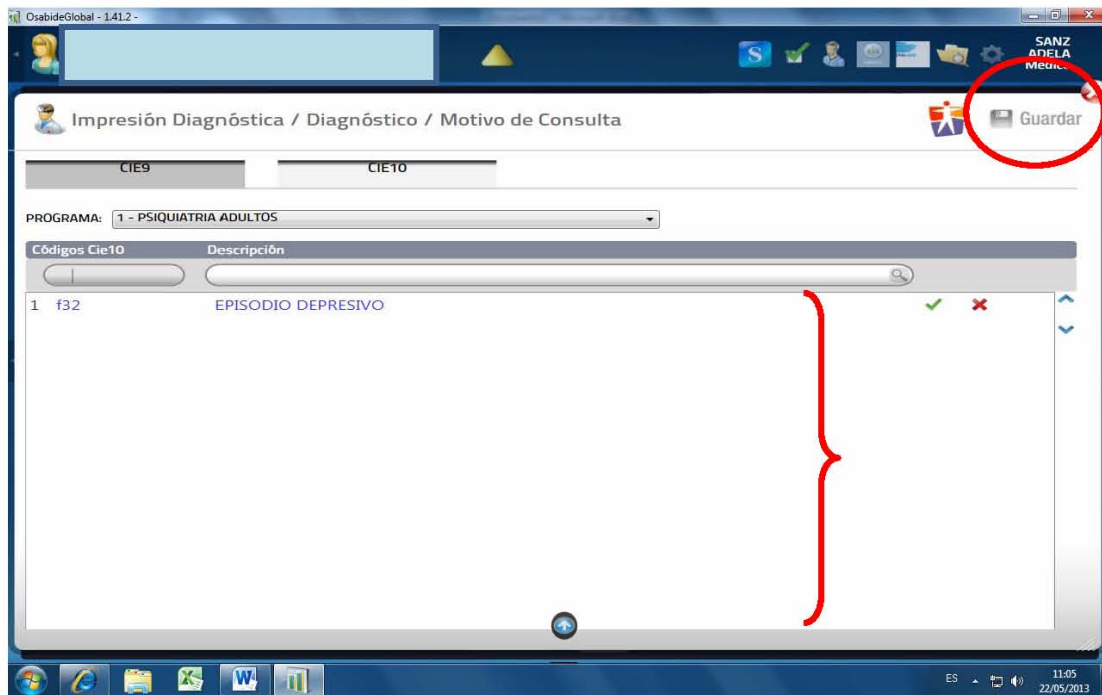 OsabideGlobal - 1.41.2 -
S
SANZ
ADELA
Médico
Impresión Diagnóstica / Diagnóstico / Motivo de Consulta
Guardar
CIE9 CIE10
PROGRAMA: 1 - PSIQUIATRIA ADULTOS
Códigos Cie10 Descripción
1 f32 EPISODIO DEPRESIVO
ES 11:05
22/05/2013